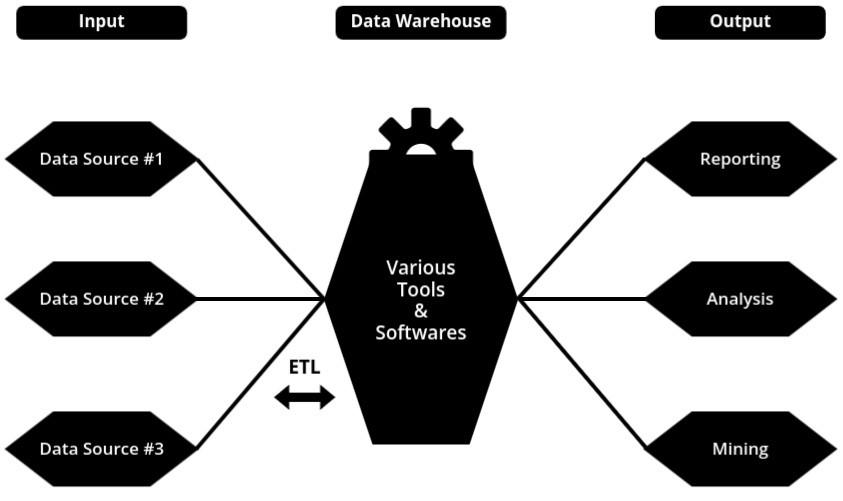 Input
Data Warehouse
Output
Data Source #1
Reporting
Data Source #2
Various
Tools
&
Softwares
Analysis
ETL
Data Source #3
Mining